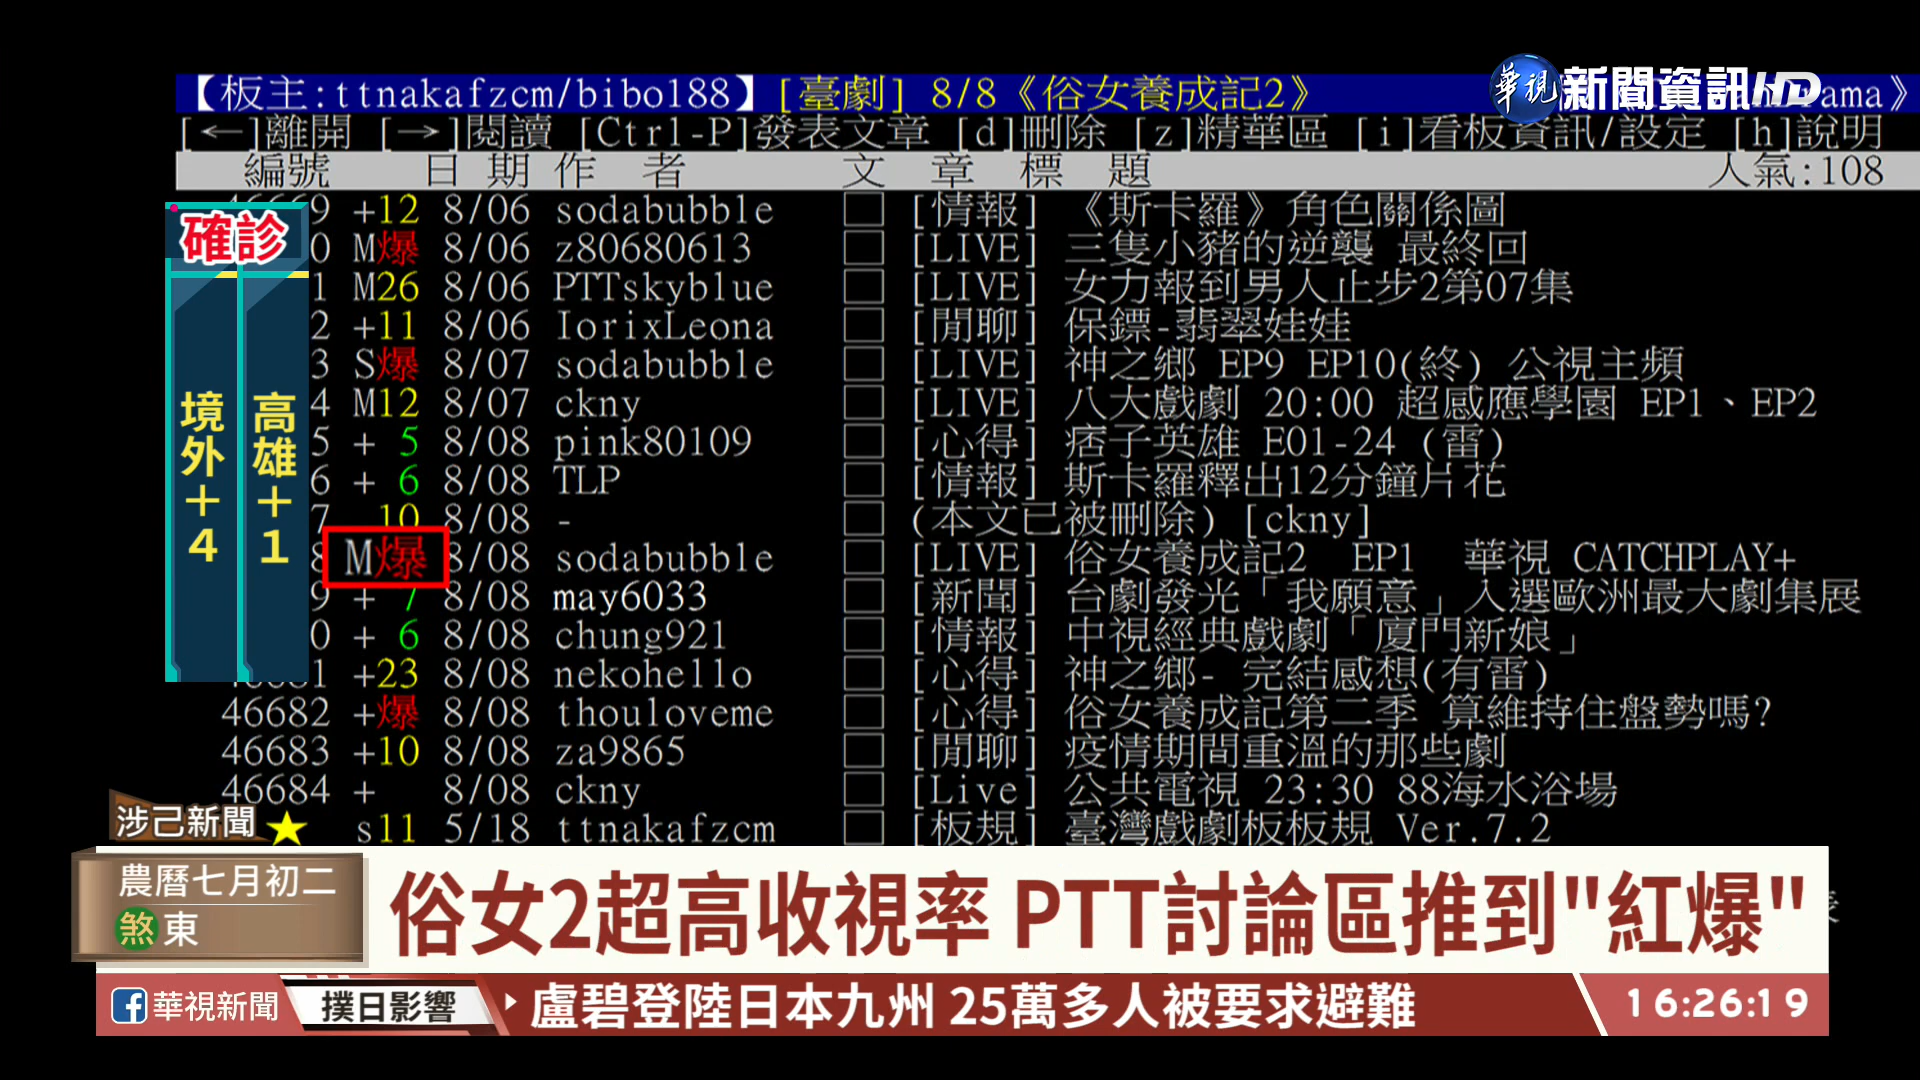 【板主:ttnakafzcm/bibo188】[臺劇] 8/8《俗女養成記2》 ama》
華視 新聞資訊HD
[←]離開 [→]閱讀 [Ctrl-P]發表文章 [d]刪除 [z]精華區 [i]看板資訊/設定 [h]說明
編號 日 期 作 者 文 章 標 題 人氣:108
9 +12 8/06 sodabubble □ [情報] 《斯卡羅》角色關係圖
0 M爆 8/06 z80680613 □ [LIVE] 三隻小豬的逆襲 最終回
1 M26 8/06 PTTskyblue □ [LIVE] 女力報到男人止步2第07集
2 +11 8/06 IorixLeona □ [閒聊] 保鏢-翡翠娃娃
3 S爆 8/07 sodabubble □ [LIVE] 神之鄉 EP9 EP10(終) 公視主頻
4 M12 8/07 ckny □ [LIVE] 八大戲劇 20:00 超感應學園 EP1、EP2
5 + 5 8/08 pink80109 □ [心得] 痞子英雄 E01-24 (雷)
6 + 6 8/08 TLP □ [情報] 斯卡羅釋出12分鐘片花
7 10 8/08 - □ (本文已被刪除) [ckny]
8 M爆 8/08 sodabubble □ [LIVE] 俗女養成記2 EP1 華視 CATCHPLAY+
9 + 7 8/08 may6033 □ [新聞] 台劇發光「我願意」入選歐洲最大劇集展
0 + 6 8/08 chung921 □ [情報] 中視經典戲劇「廈門新娘」
1 +23 8/08 nekohello □ [心得] 神之鄉- 完結感想(有雷)
46682 +爆 8/08 thouloveme □ [心得] 俗女養成記第二季 算維持住盤勢嗎?
46683 +10 8/08 za9865 □ [閒聊] 疫情期間重溫的那些劇
46684 + 8/08 ckny □ [Live] 公共電視 23:30 88海水浴場
★ s11 5/18 ttnakafzcm □ [板規] 臺灣戲劇板板規 Ver.7.2
確診
高雄+1
境外+4
涉己新聞
農曆七月初二
煞 東
俗女2超高收視率 PTT討論區推到"紅爆"
華視新聞 撲日影響 盧碧登陸日本九州 25萬多人被要求避難 16:26:19